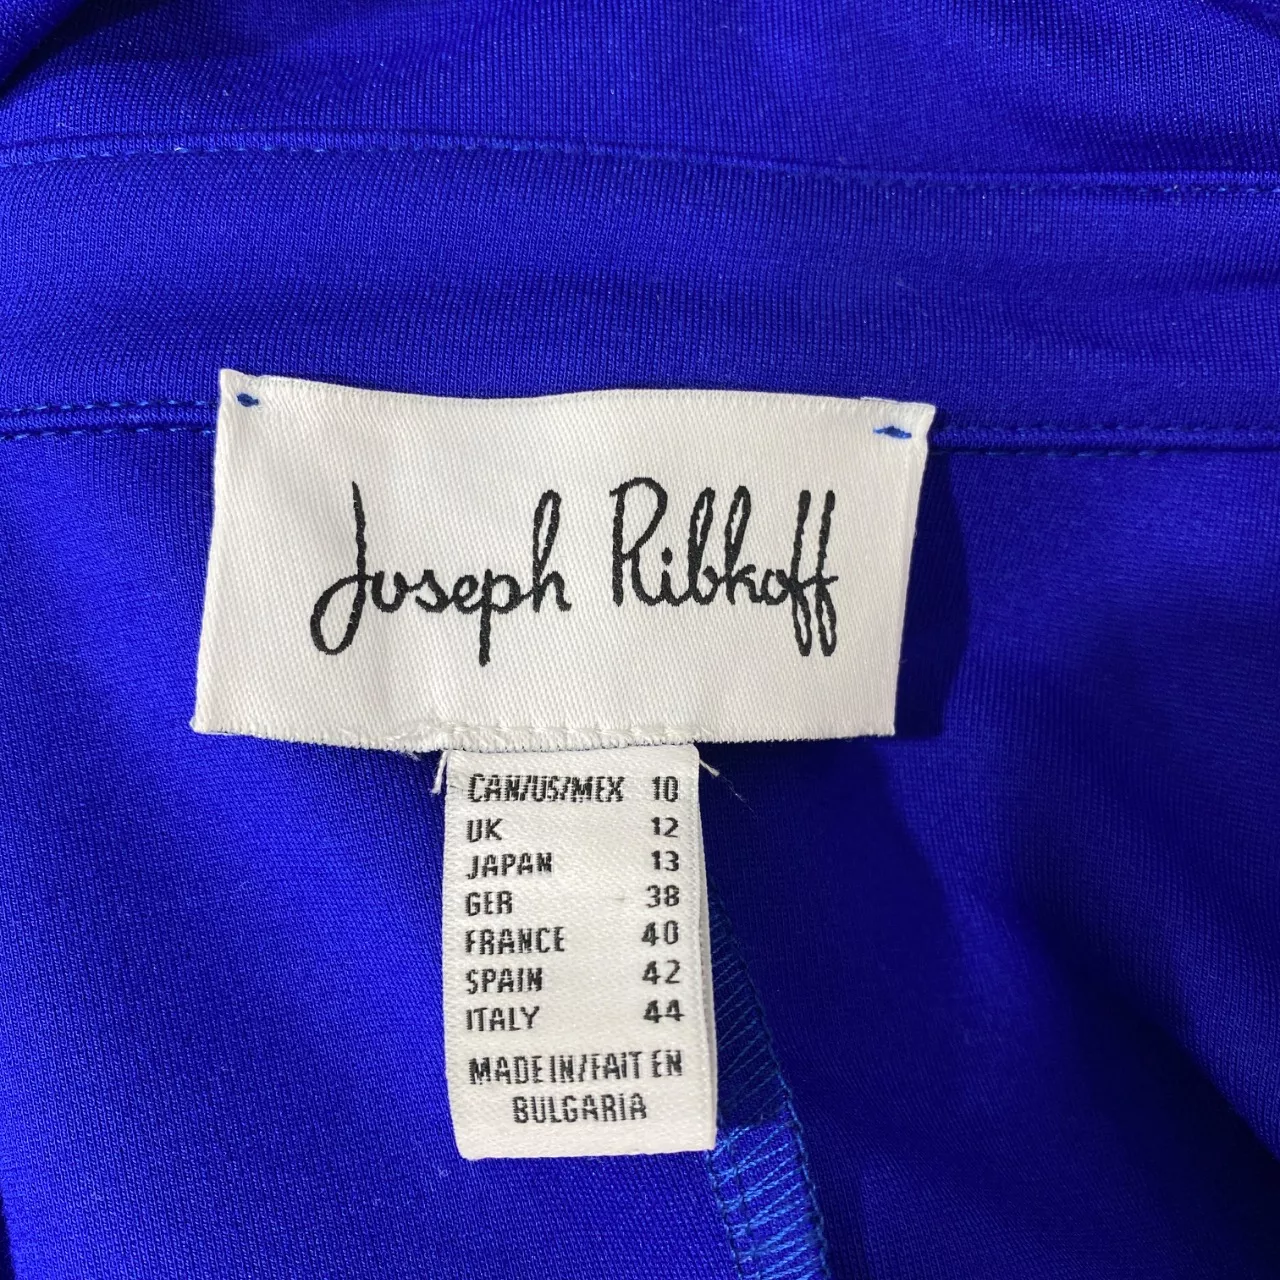 Joseph Ribkoff
CAN/US/MEX 10
UK 12
JAPAN 13
GER 38
FRANCE 40
SPAIN 42
ITALY 44
MADE IN/FAIT EN
BULGARIA